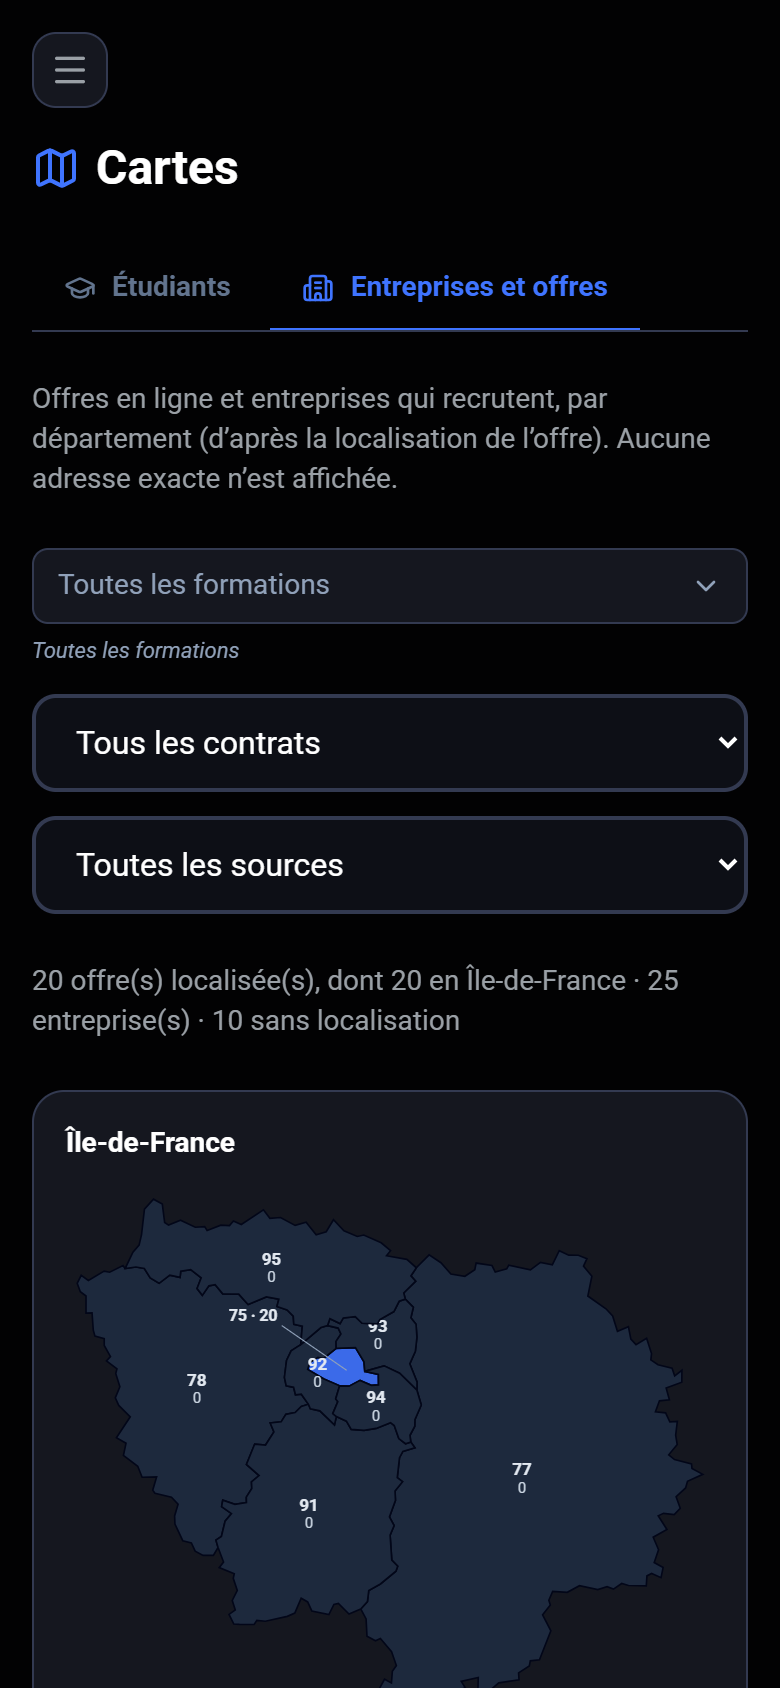 Cartes
Étudiants
Entreprises et offres
Offres en ligne et entreprises qui recrutent, par
département (d’après la localisation de l’offre). Aucune
adresse exacte n’est affichée.
Toutes les formations
Toutes les formations
Tous les contrats
Toutes les sources
20 offre(s) localisée(s), dont 20 en Île-de-France · 25
entreprise(s) · 10 sans localisation
Île-de-France
95
0
75 · 20
93
0
92
0
78
0
94
0
77
0
91
0